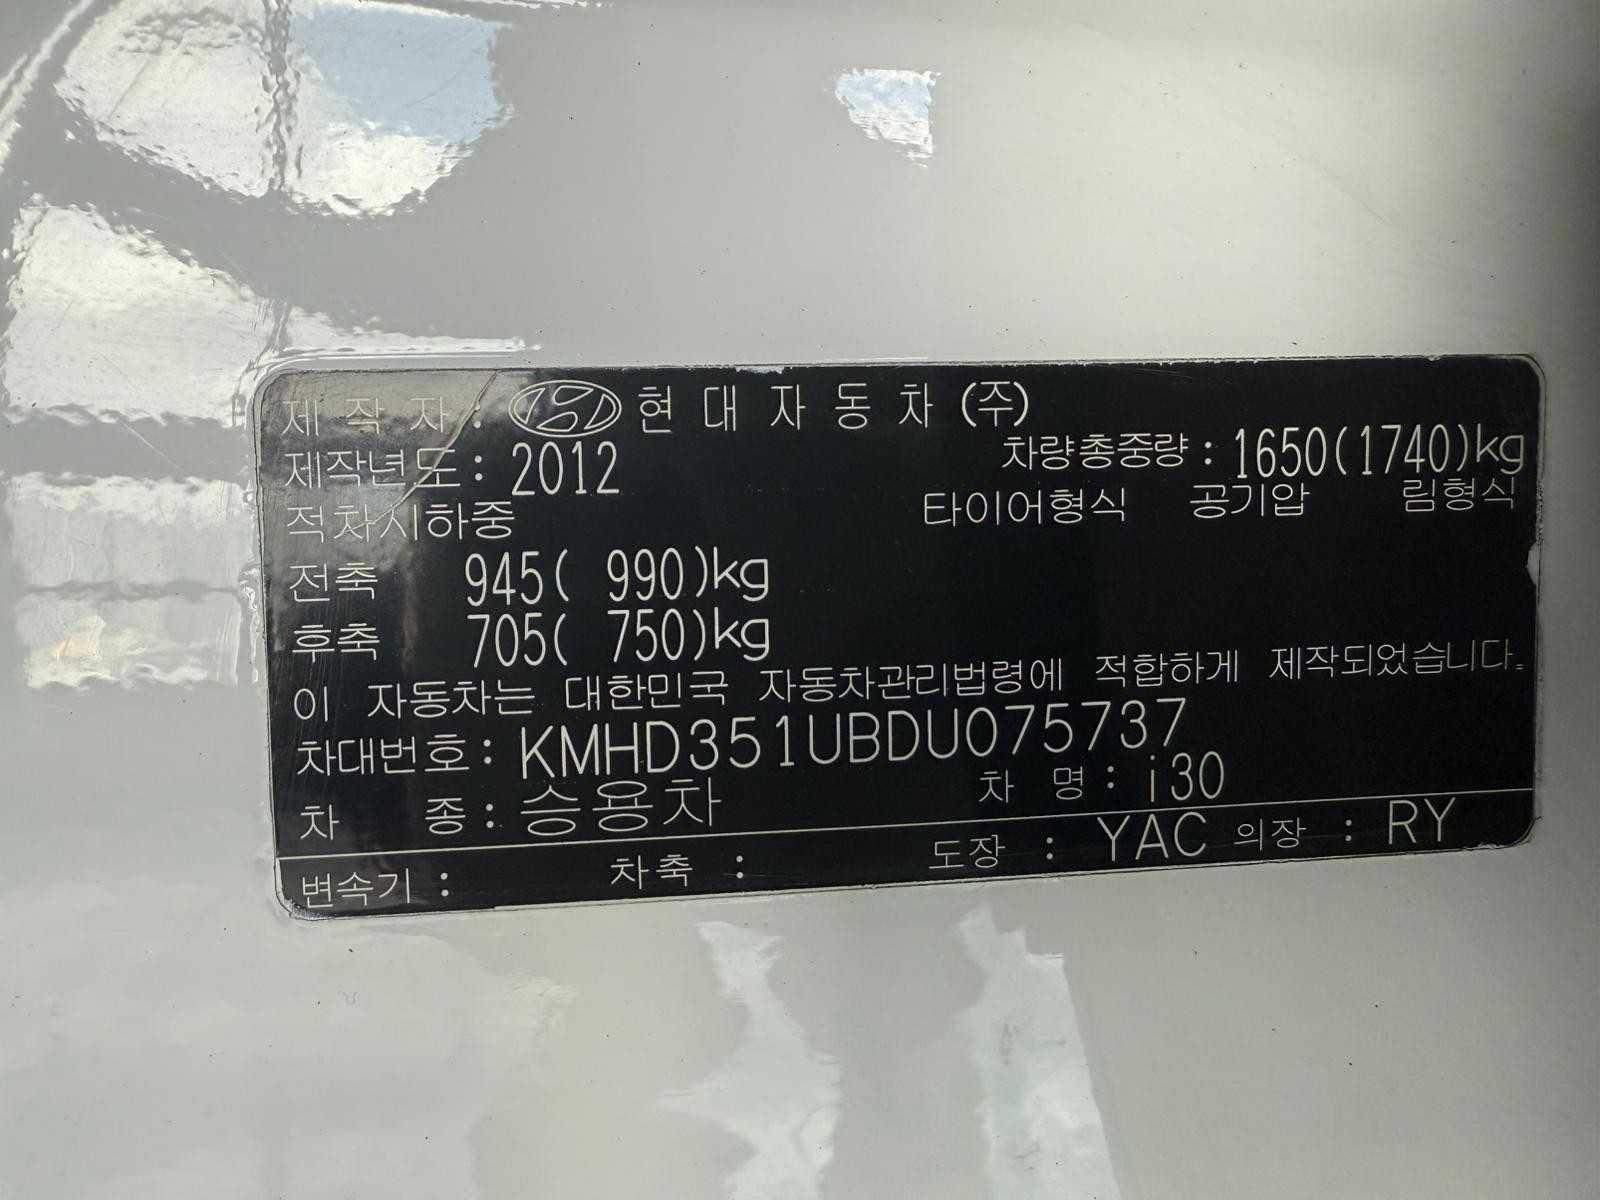 제 작 자 : 현 대 자 동 차 (주)
제작년도 : 2012 차량총중량 : 1650(1740)kg
적차시하중 타이어형식 공기압 림형식
전축 945( 990)kg
후축 705( 750)kg
이 자동차는 대한민국 자동차관리법령에 적합하게 제작되었습니다.
차대번호 : KMHD351UBDU075737
차 종 : 승용차 차 명 : i30
변속기 : 차축 : 도장 : YAC 의장 : RY